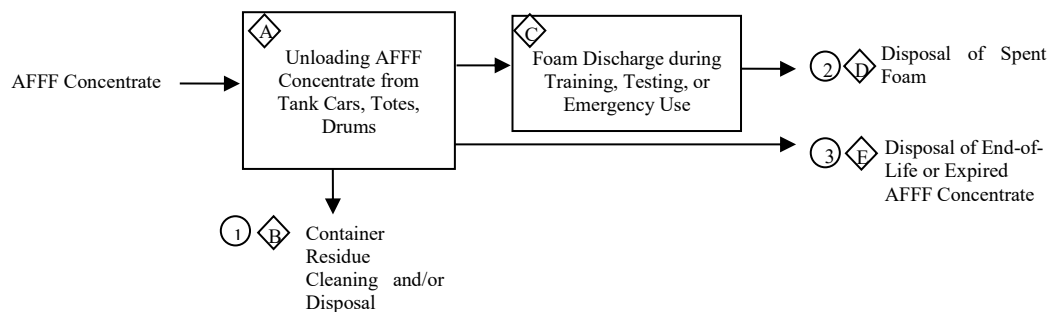 AFFF Concentrate
A
Unloading AFFF
Concentrate from
Tank Cars, Totes,
Drums
C
Foam Discharge during
Training, Testing, or
Emergency Use
2 D Disposal of Spent
Foam
3 E Disposal of End-of-
Life or Expired
AFFF Concentrate
1 B Container
Residue
Cleaning and/or
Disposal